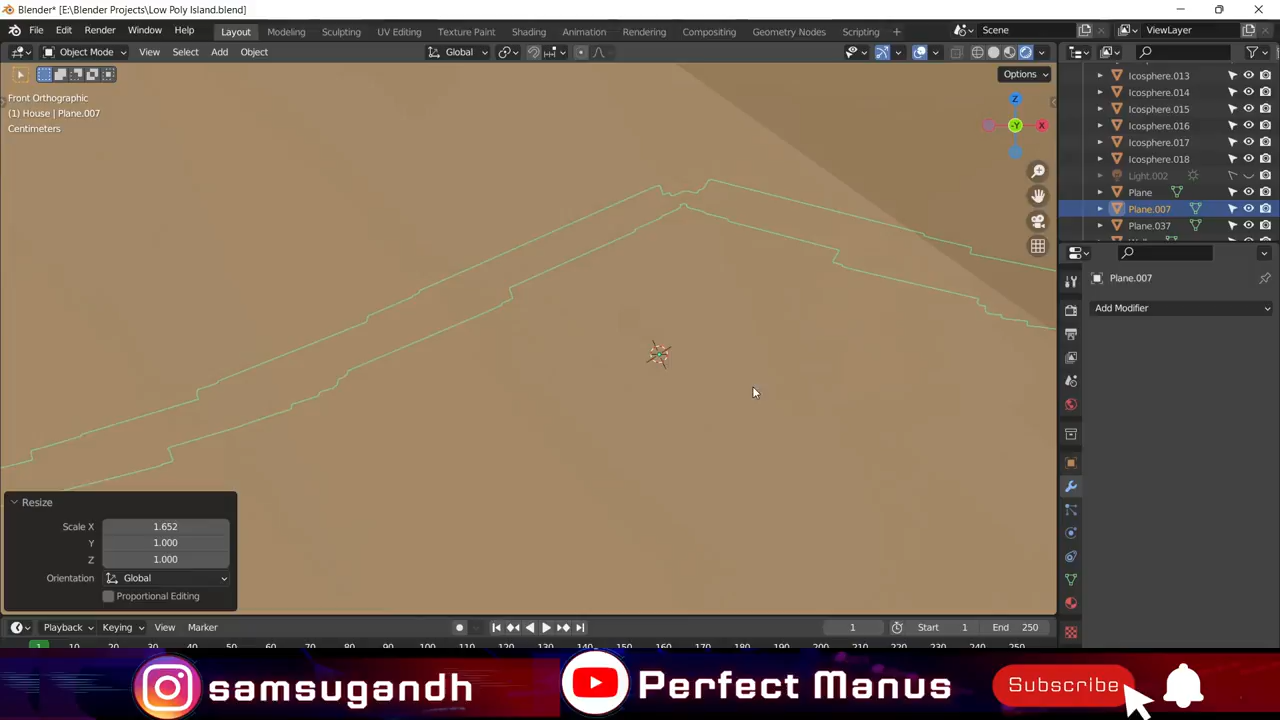 Blender* [E:\Blender Projects\Low Poly Island.blend]
File Edit Render Window Help Layout Modeling Sculpting UV Editing Texture Paint Shading Animation Rendering Compositing Geometry Nodes Scripting + Scene ViewLayer
Object Mode View Select Add Object Global
Options
Front Orthographic
(1) House | Plane.007
Centimeters
Z
-Y
X
Icosphere.013
Icosphere.014
Icosphere.015
Icosphere.016
Icosphere.017
Icosphere.018
Light.002
Plane
Plane.007
Plane.037
Plane.007
Add Modifier
Resize
Scale X 1.652
Y 1.000
Z 1.000
Orientation Global
Proportional Editing
Playback Keying View Marker 1 Start 1 End 250
1 10 20 30 40 50 60 70 80 90 100 110 120 130 140 150 160 170 180 190 200 210 220 230 240 250
samsugandh Perfect Manus Subscribe